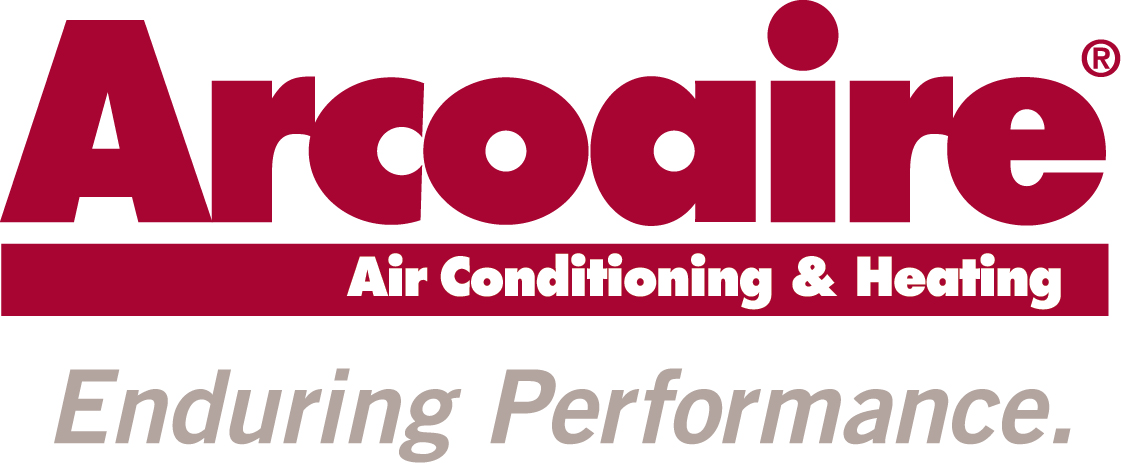 Arcoaire®
Air Conditioning & Heating
Enduring Performance.